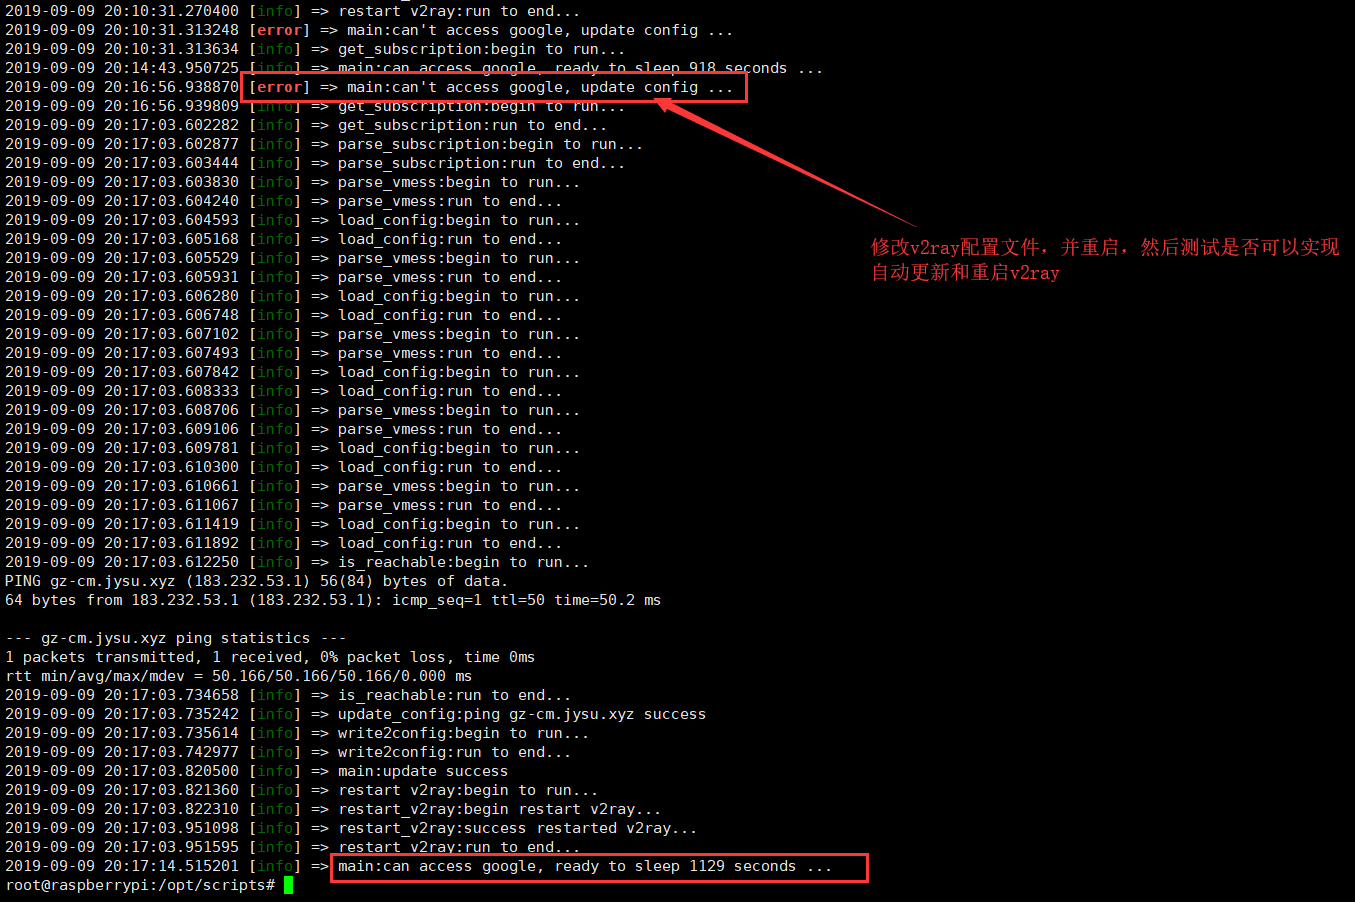 2019-09-09 20:10:31.270400 [info] => restart v2ray:run to end...
2019-09-09 20:10:31.313248 [error] => main:can't access google, update config ...
2019-09-09 20:10:31.313634 [info] => get_subscription:begin to run...
2019-09-09 20:14:43.950725 [info] => main:can access google, ready to sleep 918 seconds ...
2019-09-09 20:16:56.938870 [error] => main:can't access google, update config ...
2019-09-09 20:16:56.939809 [info] => get_subscription:begin to run...
2019-09-09 20:17:03.602282 [info] => get_subscription:run to end...
2019-09-09 20:17:03.602877 [info] => parse_subscription:begin to run...
2019-09-09 20:17:03.603444 [info] => parse_subscription:run to end...
2019-09-09 20:17:03.603830 [info] => parse_vmess:begin to run...
2019-09-09 20:17:03.604240 [info] => parse_vmess:run to end...
2019-09-09 20:17:03.604593 [info] => load_config:begin to run...
2019-09-09 20:17:03.605168 [info] => load_config:run to end...
2019-09-09 20:17:03.605529 [info] => parse_vmess:begin to run...
2019-09-09 20:17:03.605931 [info] => parse_vmess:run to end...
2019-09-09 20:17:03.606280 [info] => load_config:begin to run...
2019-09-09 20:17:03.606748 [info] => load_config:run to end...
2019-09-09 20:17:03.607102 [info] => parse_vmess:begin to run...
2019-09-09 20:17:03.607493 [info] => parse_vmess:run to end...
2019-09-09 20:17:03.607842 [info] => load_config:begin to run...
2019-09-09 20:17:03.608333 [info] => load_config:run to end...
2019-09-09 20:17:03.608706 [info] => parse_vmess:begin to run...
2019-09-09 20:17:03.609106 [info] => parse_vmess:run to end...
2019-09-09 20:17:03.609781 [info] => load_config:begin to run...
2019-09-09 20:17:03.610300 [info] => load_config:run to end...
2019-09-09 20:17:03.610661 [info] => parse_vmess:begin to run...
2019-09-09 20:17:03.611067 [info] => parse_vmess:run to end...
2019-09-09 20:17:03.611419 [info] => load_config:begin to run...
2019-09-09 20:17:03.611892 [info] => load_config:run to end...
2019-09-09 20:17:03.612250 [info] => is_reachable:begin to run...
PING gz-cm.jysu.xyz (183.232.53.1) 56(84) bytes of data.
64 bytes from 183.232.53.1 (183.232.53.1): icmp_seq=1 ttl=50 time=50.2 ms
--- gz-cm.jysu.xyz ping statistics ---
1 packets transmitted, 1 received, 0% packet loss, time 0ms
rtt min/avg/max/mdev = 50.166/50.166/50.166/0.000 ms
2019-09-09 20:17:03.734658 [info] => is_reachable:run to end...
2019-09-09 20:17:03.735242 [info] => update_config:ping gz-cm.jysu.xyz success
2019-09-09 20:17:03.735614 [info] => write2config:begin to run...
2019-09-09 20:17:03.742977 [info] => write2config:run to end...
2019-09-09 20:17:03.820500 [info] => main:update success
2019-09-09 20:17:03.821360 [info] => restart v2ray:begin to run...
2019-09-09 20:17:03.822310 [info] => restart_v2ray:begin restart v2ray...
2019-09-09 20:17:03.951098 [info] => restart_v2ray:success restarted v2ray...
2019-09-09 20:17:03.951595 [info] => restart v2ray:run to end...
2019-09-09 20:17:14.515201 [info] => main:can access google, ready to sleep 1129 seconds ...
root@raspberrypi:/opt/scripts#
修改v2ray配置文件，并重启，然后测试是否可以实现
自动更新和重启v2ray